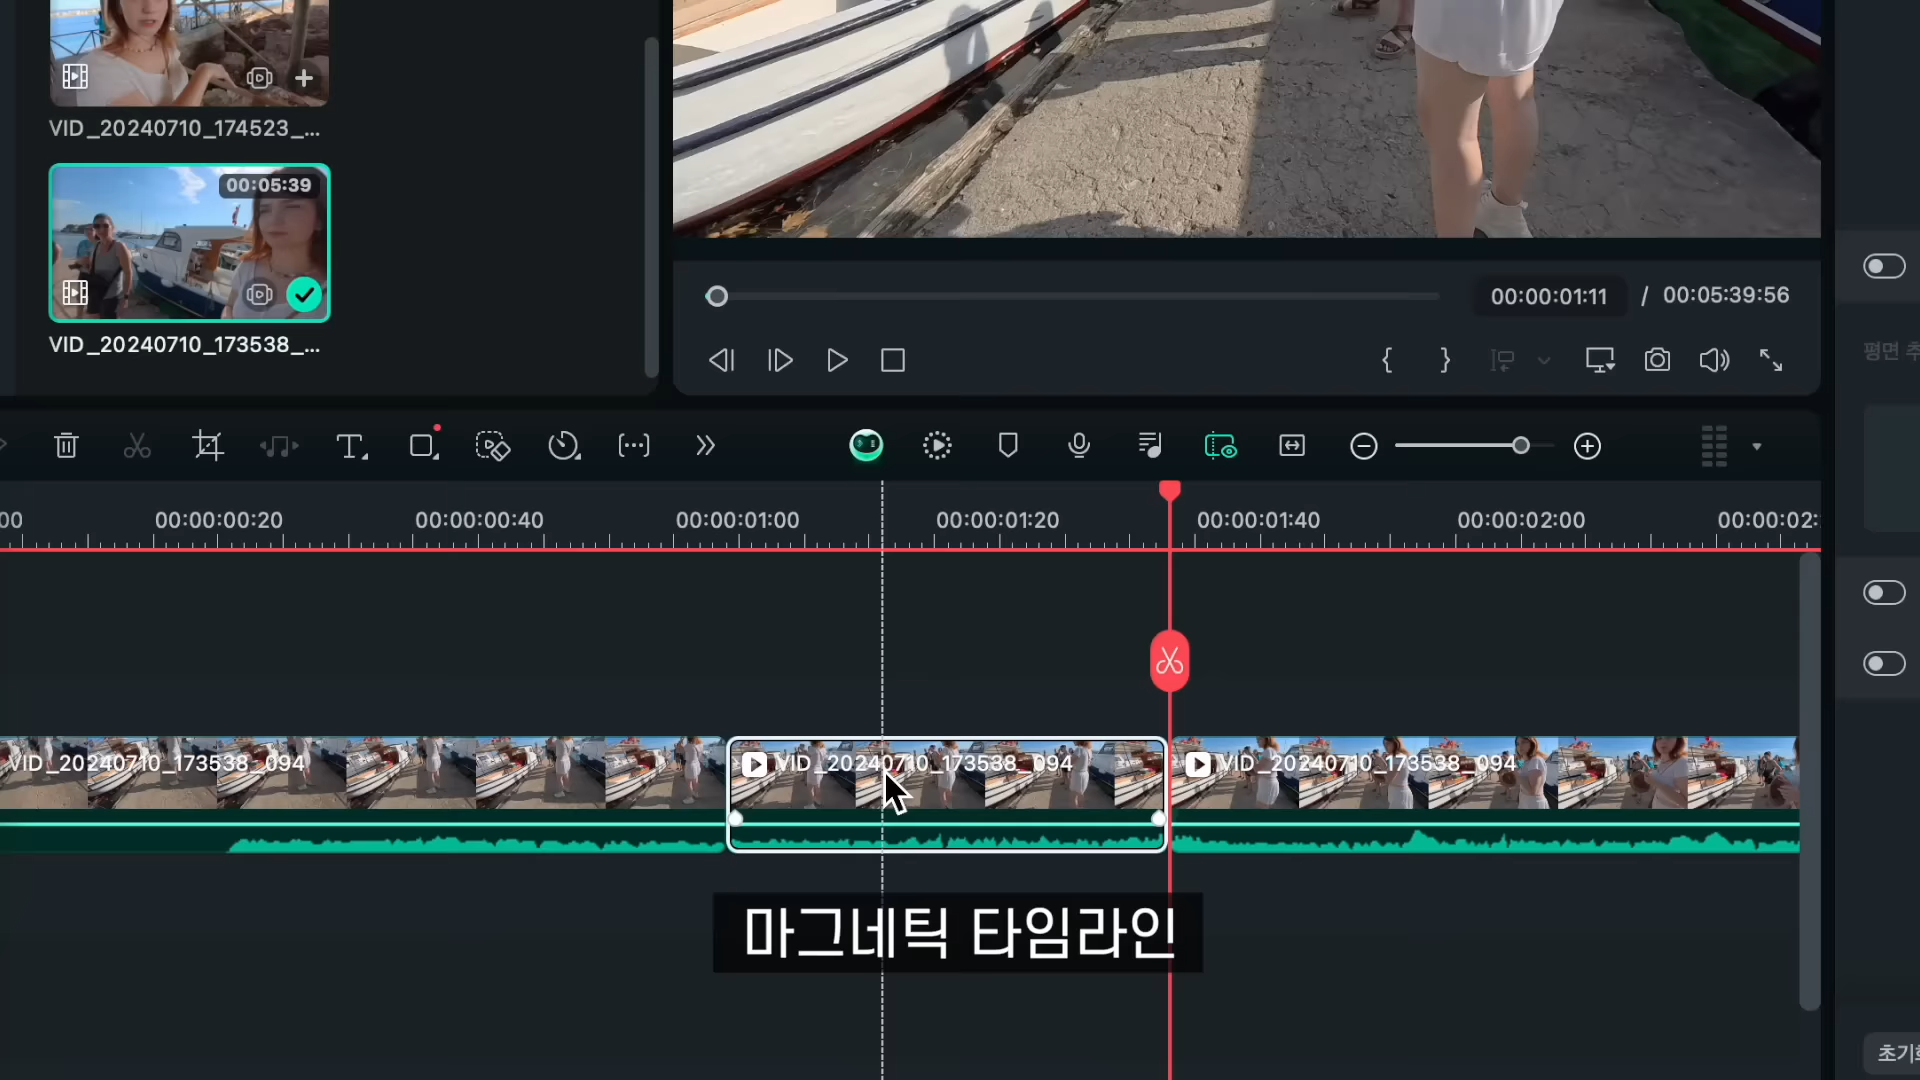 VID_20240710_174523_...
00:05:39
VID_20240710_173538_...
00:00:01:11 / 00:05:39:56
평면 추
00 00:00:00:20 00:00:00:40 00:00:01:00 00:00:01:20 00:00:01:40 00:00:02:00 00:00:02:
VID_20240710_173538_094 VID_20240710_173538_094 VID_20240710_173538_094
마그네틱 타임라인
초기